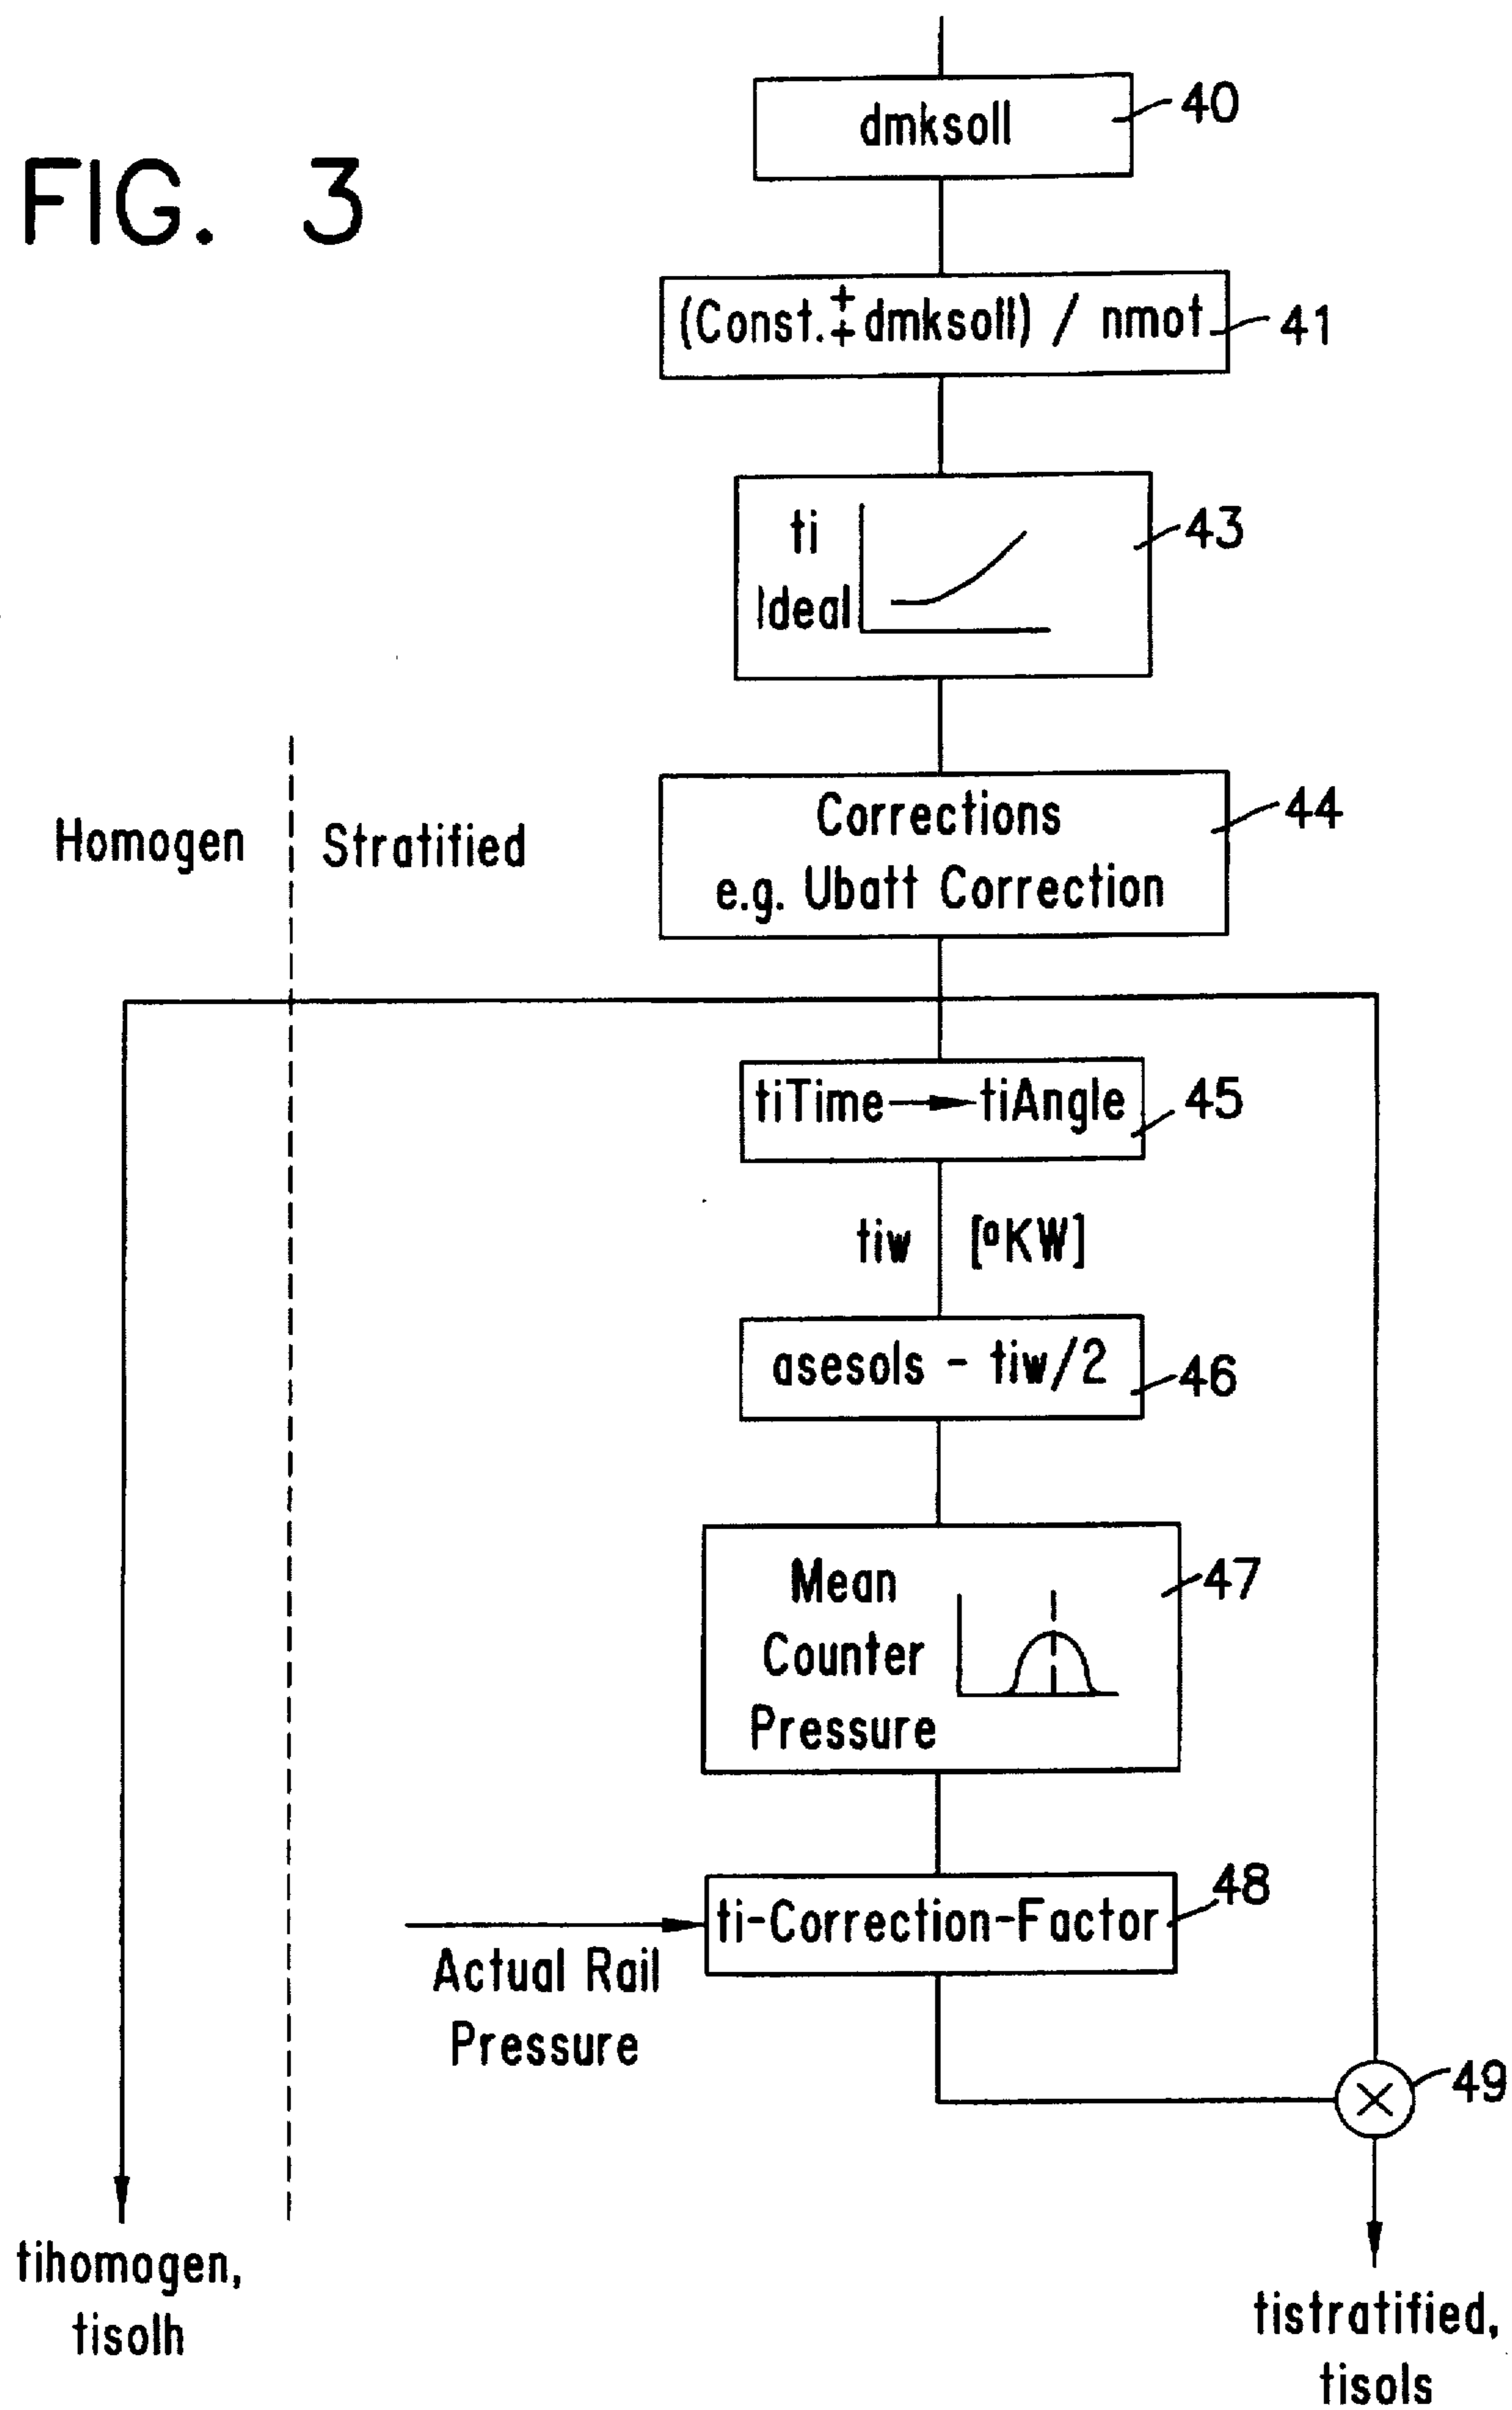 FIG. 3
dmksoll
40
(Const. ‡ dmksoll) / nmot
41
ti
Ideal
43
Homogen
Stratified
Corrections
e.g. Ubatt Correction
44
tiTime → tiAngle
45
tiw [°KW]
asesols - tiw/2
46
Mean
Counter
Pressure
47
ti-Correction-Factor
48
Actual Rail
Pressure
49
tihomogen,
tisolh
tistratified,
tisols